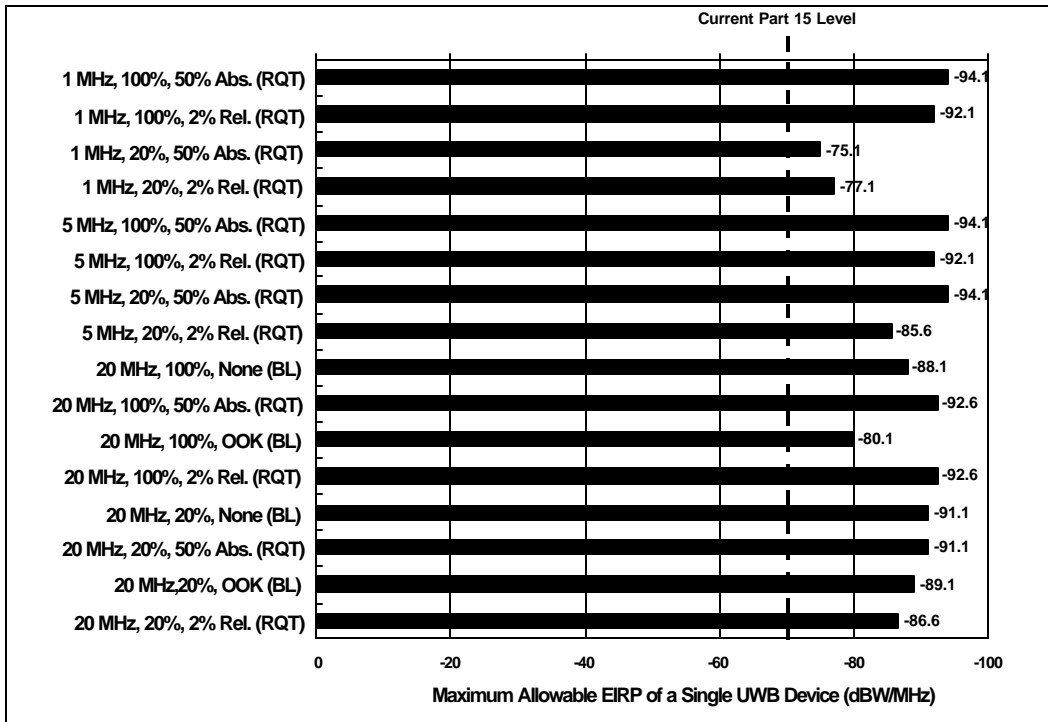 Current Part 15 Level
1 MHz, 100%, 50% Abs. (RQT)
-94.1
1 MHz, 100%, 2% Rel. (RQT)
-92.1
1 MHz, 20%, 50% Abs. (RQT)
-75.1
1 MHz, 20%, 2% Rel. (RQT)
-77.1
5 MHz, 100%, 50% Abs. (RQT)
-94.1
5 MHz, 100%, 2% Rel. (RQT)
-92.1
5 MHz, 20%, 50% Abs. (RQT)
-94.1
5 MHz, 20%, 2% Rel. (RQT)
-85.6
20 MHz, 100%, None (BL)
-88.1
20 MHz, 100%, 50% Abs. (RQT)
-92.6
20 MHz, 100%, OOK (BL)
-80.1
20 MHz, 100%, 2% Rel. (RQT)
-92.6
20 MHz, 20%, None (BL)
-91.1
20 MHz, 20%, 50% Abs. (RQT)
-91.1
20 MHz,20%, OOK (BL)
-89.1
20 MHz, 20%, 2% Rel. (RQT)
-86.6
0 -20 -40 -60 -80 -100
Maximum Allowable EIRP of a Single UWB Device (dBW/MHz)